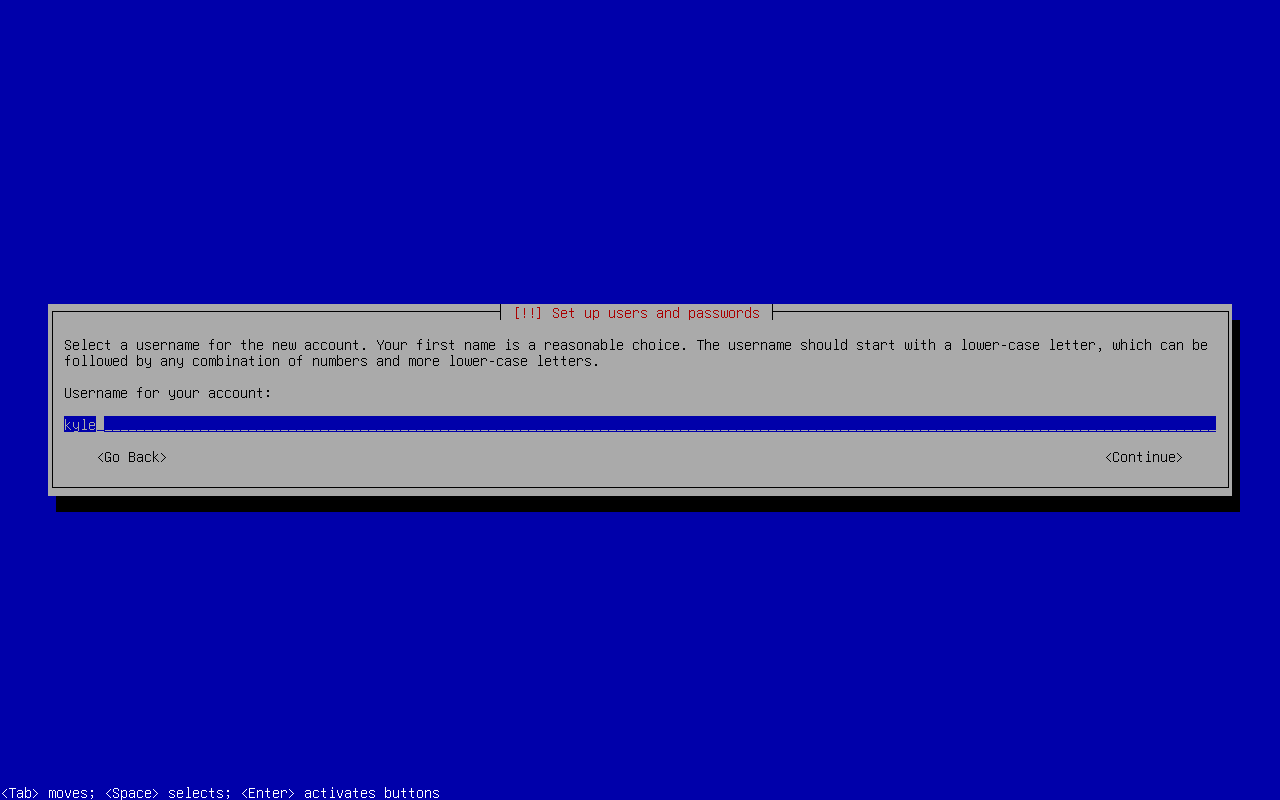 [!!] Set up users and passwords
Select a username for the new account. Your first name is a reasonable choice. The username should start with a lower-case letter, which can be
followed by any combination of numbers and more lower-case letters.
Username for your account:
kyle
<Go Back> <Continue>
<Tab> moves; <Space> selects; <Enter> activates buttons